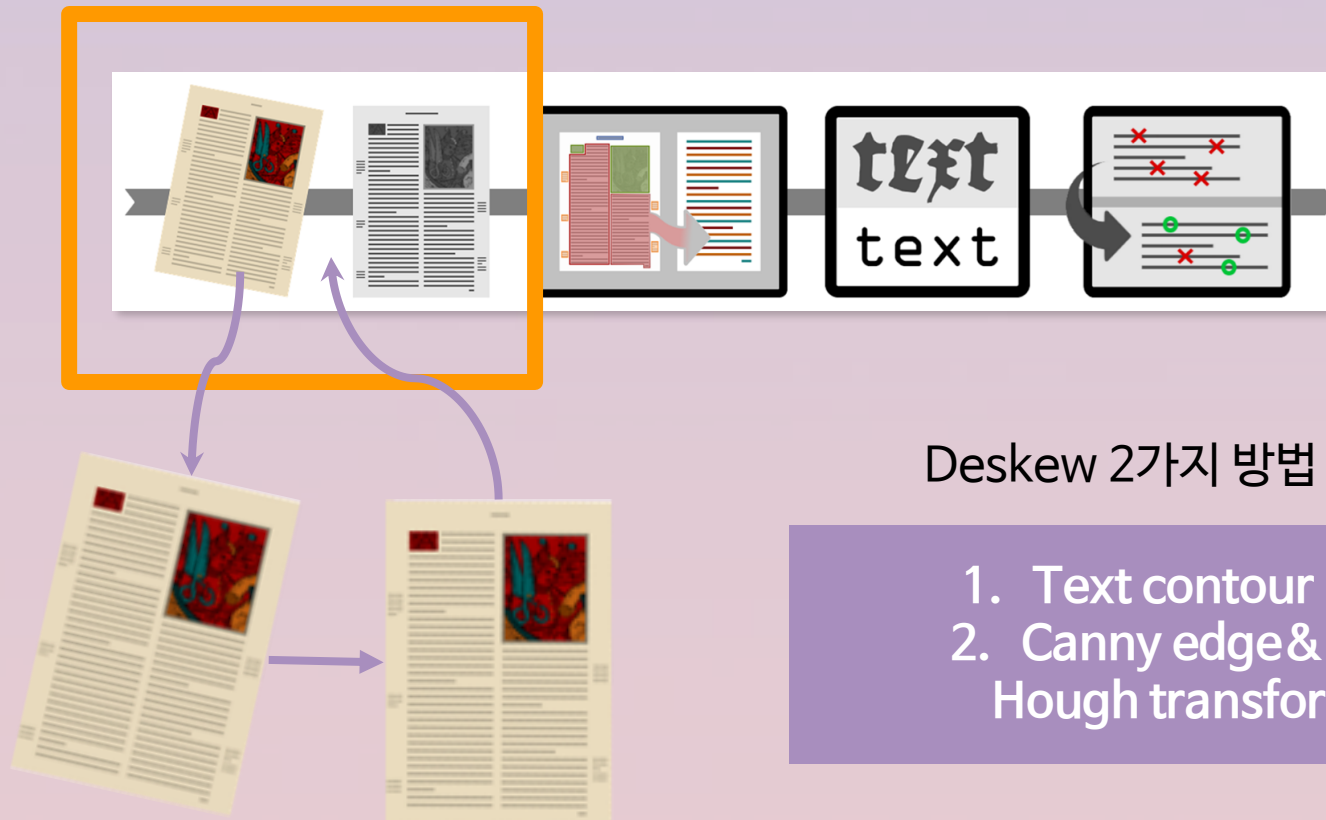 text
text
Deskew 2가지 방법
1. Text contour
2. Canny edge&
Hough transfor